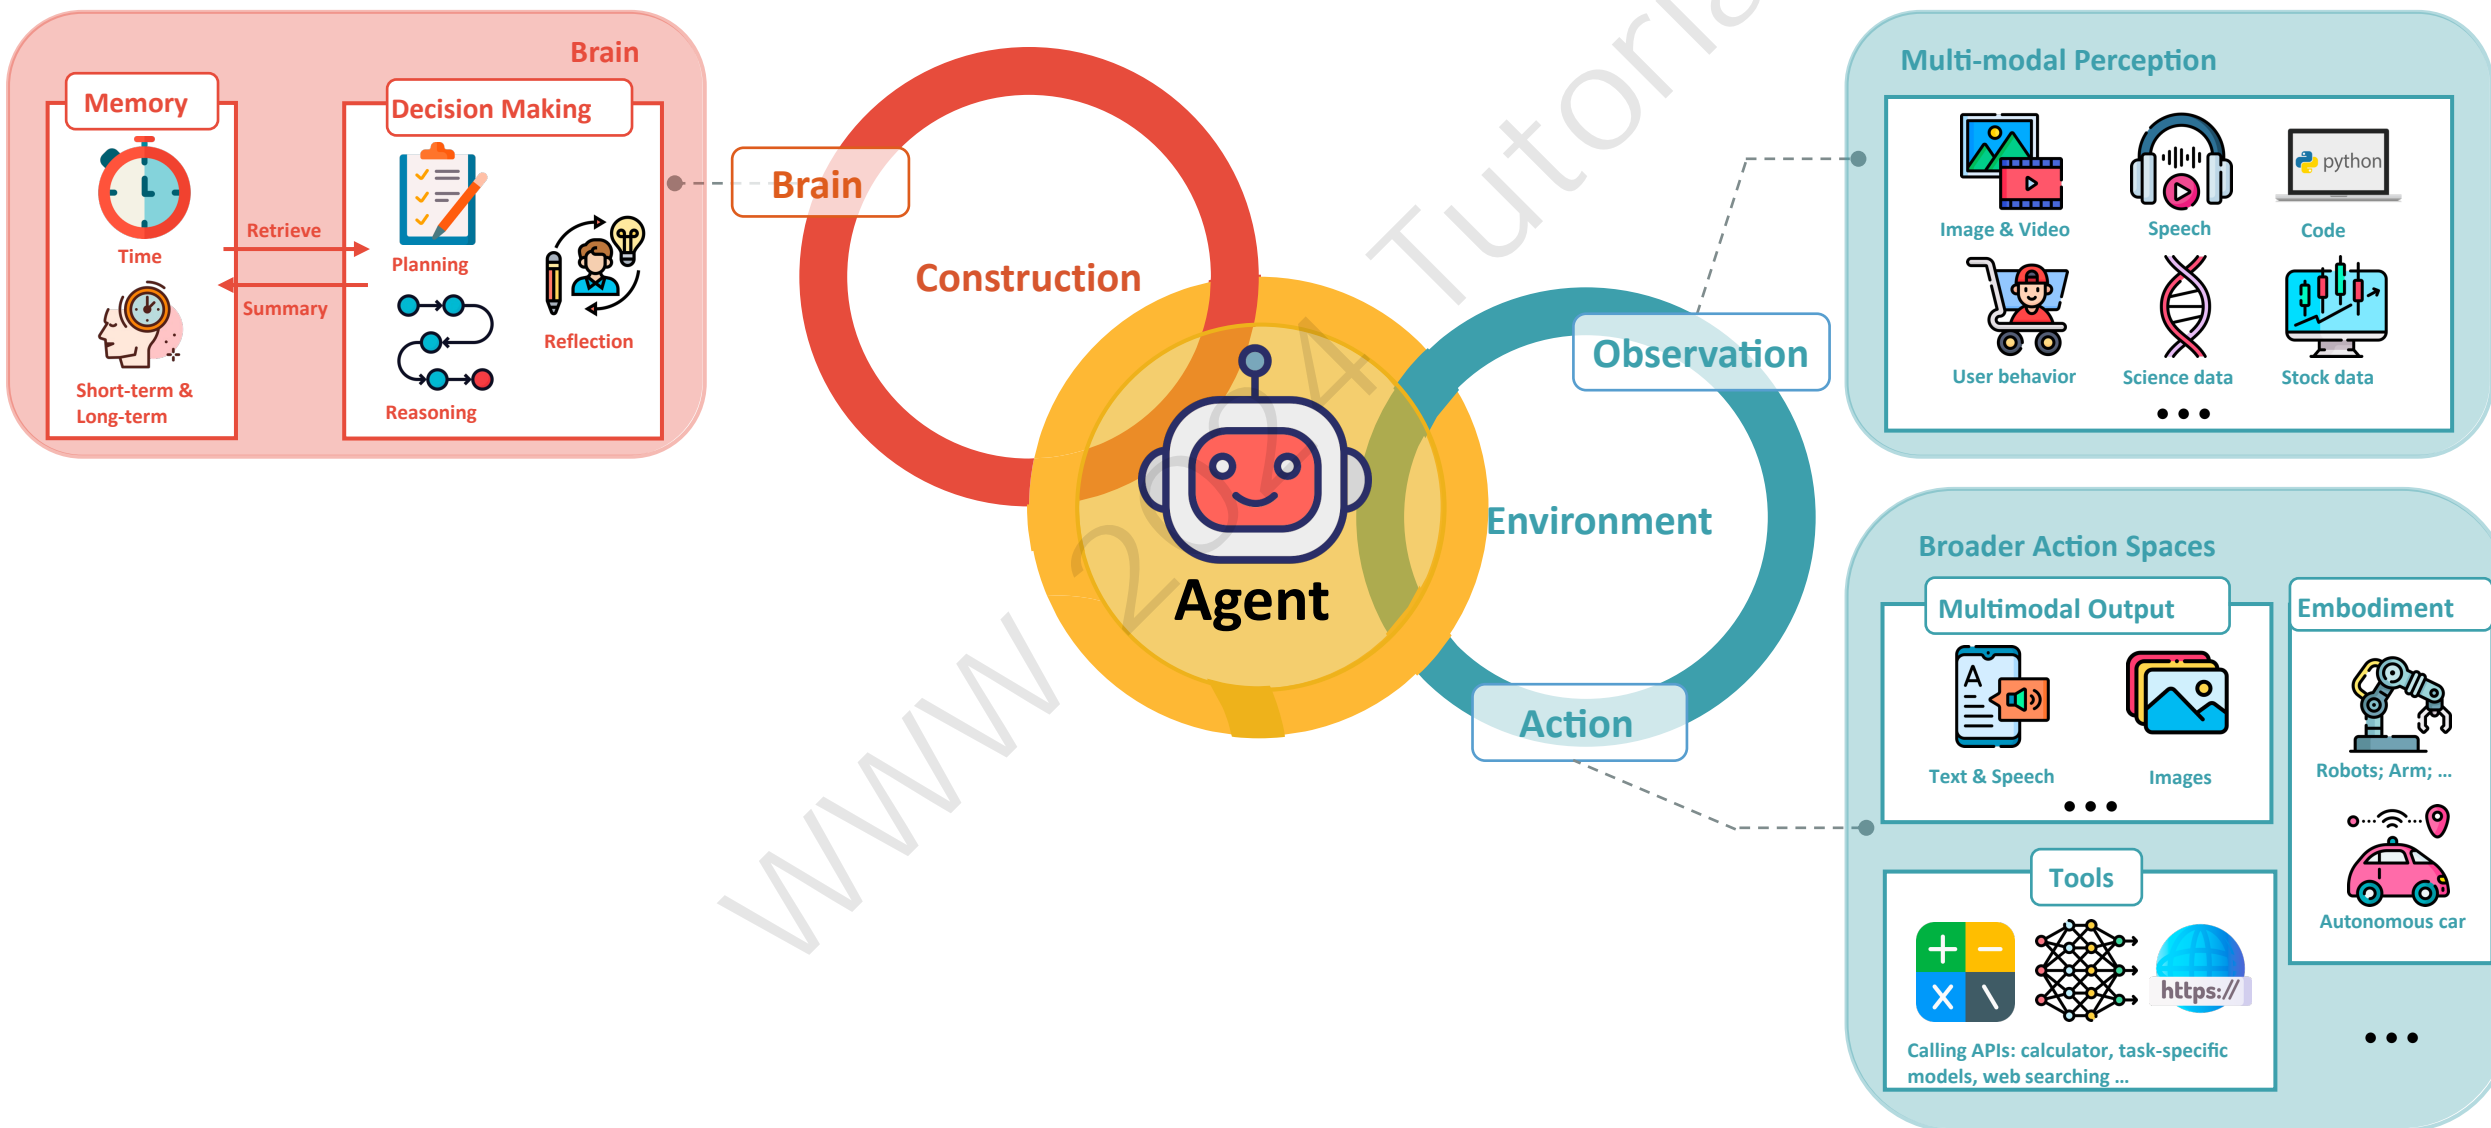 Brain
Memory
Decision Making
Time
Retrieve
Summary
Short-term &
Long-term
Planning
Reasoning
Reflection
Brain
Construction
Agent
Environment
Observation
Action
Multi-modal Perception
python
Image & Video
Speech
Code
User behavior
Science data
Stock data
•••
Broader Action Spaces
Multimodal Output
A
Text & Speech
Images
•••
Embodiment
Robots; Arm; ...
Autonomous car
Tools
+ −
X \
https://
Calling APIs: calculator, task-specific
models, web searching ...
•••
WWW 2024 Tutoria